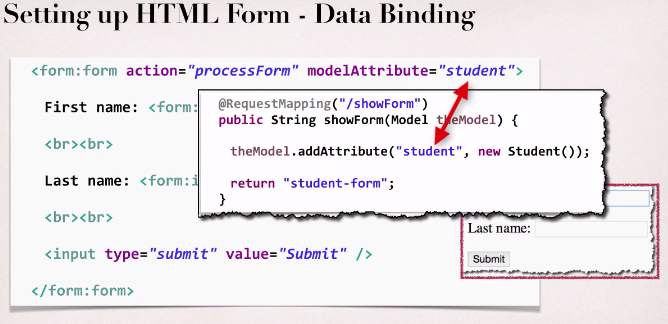 Setting up HTML Form - Data Binding
<form:form action="processForm" modelAttribute="student">
First name: <form:
<br><br>
Last name: <form:i
<br><br>
<input type="submit" value="Submit" />
</form:form>
@RequestMapping("/showForm")
public String showForm(Model theModel) {
theModel.addAttribute("student", new Student());
return "student-form";
}
Last name:
Submit